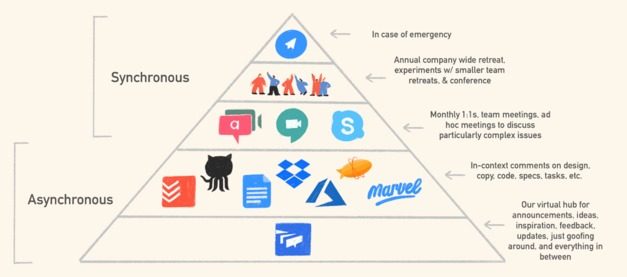 In case of emergency
Annual company wide retreat,
experiments w/ smaller team
retreats, & conference
Synchronous
Monthly 1:1s, team meetings, ad
hoc meetings to discuss
particularly complex issues
a
S
In-context comments on design,
copy, code, specs, tasks, etc.
Asynchronous
Marvel
Our virtual hub for
announcements, ideas,
inspiration, feedback,
updates, just goofing
around, and everything in
between